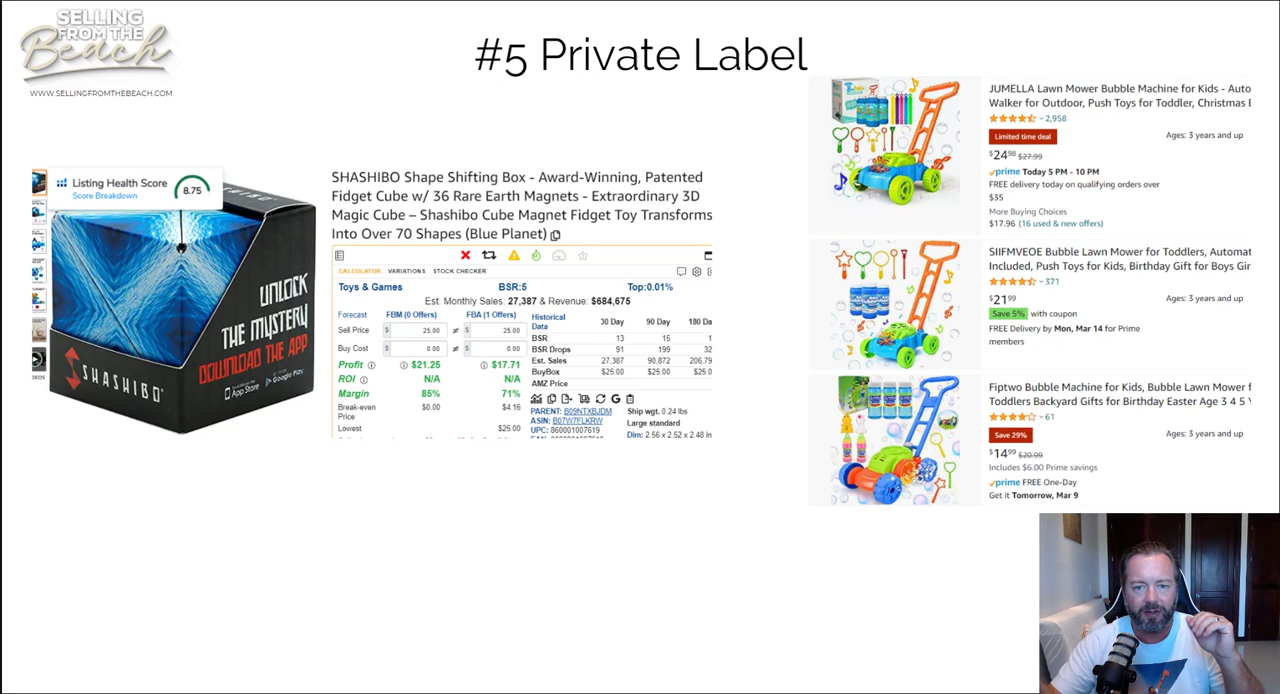 SELLING
FROM THE
Beach
WWW.SELLINGFROMTHEBEACH.COM
#5 Private Label
Listing Health Score
Score Breakdown
8.75
UNLOCK
THE MYSTERY
DOWNLOAD THE APP
App Store
Google Play
SHASHIBO
SHASHIBO Shape Shifting Box - Award-Winning, Patented
Fidget Cube w/ 36 Rare Earth Magnets - Extraordinary 3D
Magic Cube – Shashibo Cube Magnet Fidget Toy Transforms
Into Over 70 Shapes (Blue Planet)
CALCULATOR VARIATIONS STOCK CHECKER
Toys & Games BSR:5 Top:0.01%
Est. Monthly Sales: 27,387 & Revenue: $684,675
Forecast FBM (0 Offers) FBA (1 Offers) Historical Data 30 Day 90 Day 180 Da
Sell Price $ 25.00 ≠ $ 25.00
BSR 13 15 1
Buy Cost $ 0.00 ≠ $ 0.00
BSR Drops 91 199 32
Profit $21.25 $17.71
Est. Sales 27,387 90,872 206,79
ROI N/A N/A
BuyBox $25.00 $25.00 $25.0
Margin 85% 71%
AMZ Price
Break-even Price $0.00 $4.16
Lowest $25.00
PARENT: B09NTXBJDM Ship wgt. 0.24 lbs
ASIN: B07W7FLKRW Large standard
UPC: 860001007619 Dim: 2.56 x 2.52 x 2.48 in
JUMELLA Lawn Mower Bubble Machine for Kids - Auto
Walker for Outdoor, Push Toys for Toddler, Christmas
2,958
Limited time deal
Ages: 3 years and up
$24⁹⁸ $27.99
prime Today 5 PM - 10 PM
FREE delivery today on qualifying orders over
$35
More Buying Choices
$17.96 (16 used & new offers)
SIIFMVEOE Bubble Lawn Mower for Toddlers, Automat
Included, Push Toys for Kids, Birthday Gift for Boys Gir
371
$21⁹⁹
Ages: 3 years and up
Save 5% with coupon
FREE Delivery by Mon, Mar 14 for Prime
members
Fiptwo Bubble Machine for Kids, Bubble Lawn Mower f
Toddlers Backyard Gifts for Birthday Easter Age 3 4 5
61
Save 29%
Ages: 3 years and up
$14⁹⁹ $20.99
Includes $6.00 Prime savings
prime FREE One-Day
Get it Tomorrow, Mar 9